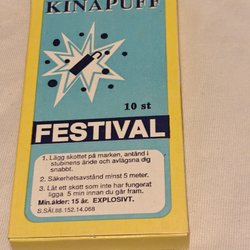 KINAPUFF
10 st
FESTIVAL
1. Lägg skottet på marken, antänd i
stubinens ände och avlägsna dig
snabbt.
2. Säkerhetsavstånd minst 5 meter.
3. Låt ett skott som inte har fungerat
ligga 5 min innan du går fram.
Min.ålder: 15 år. EXPLOSIVT.
S.SÄI.88.152.14.068